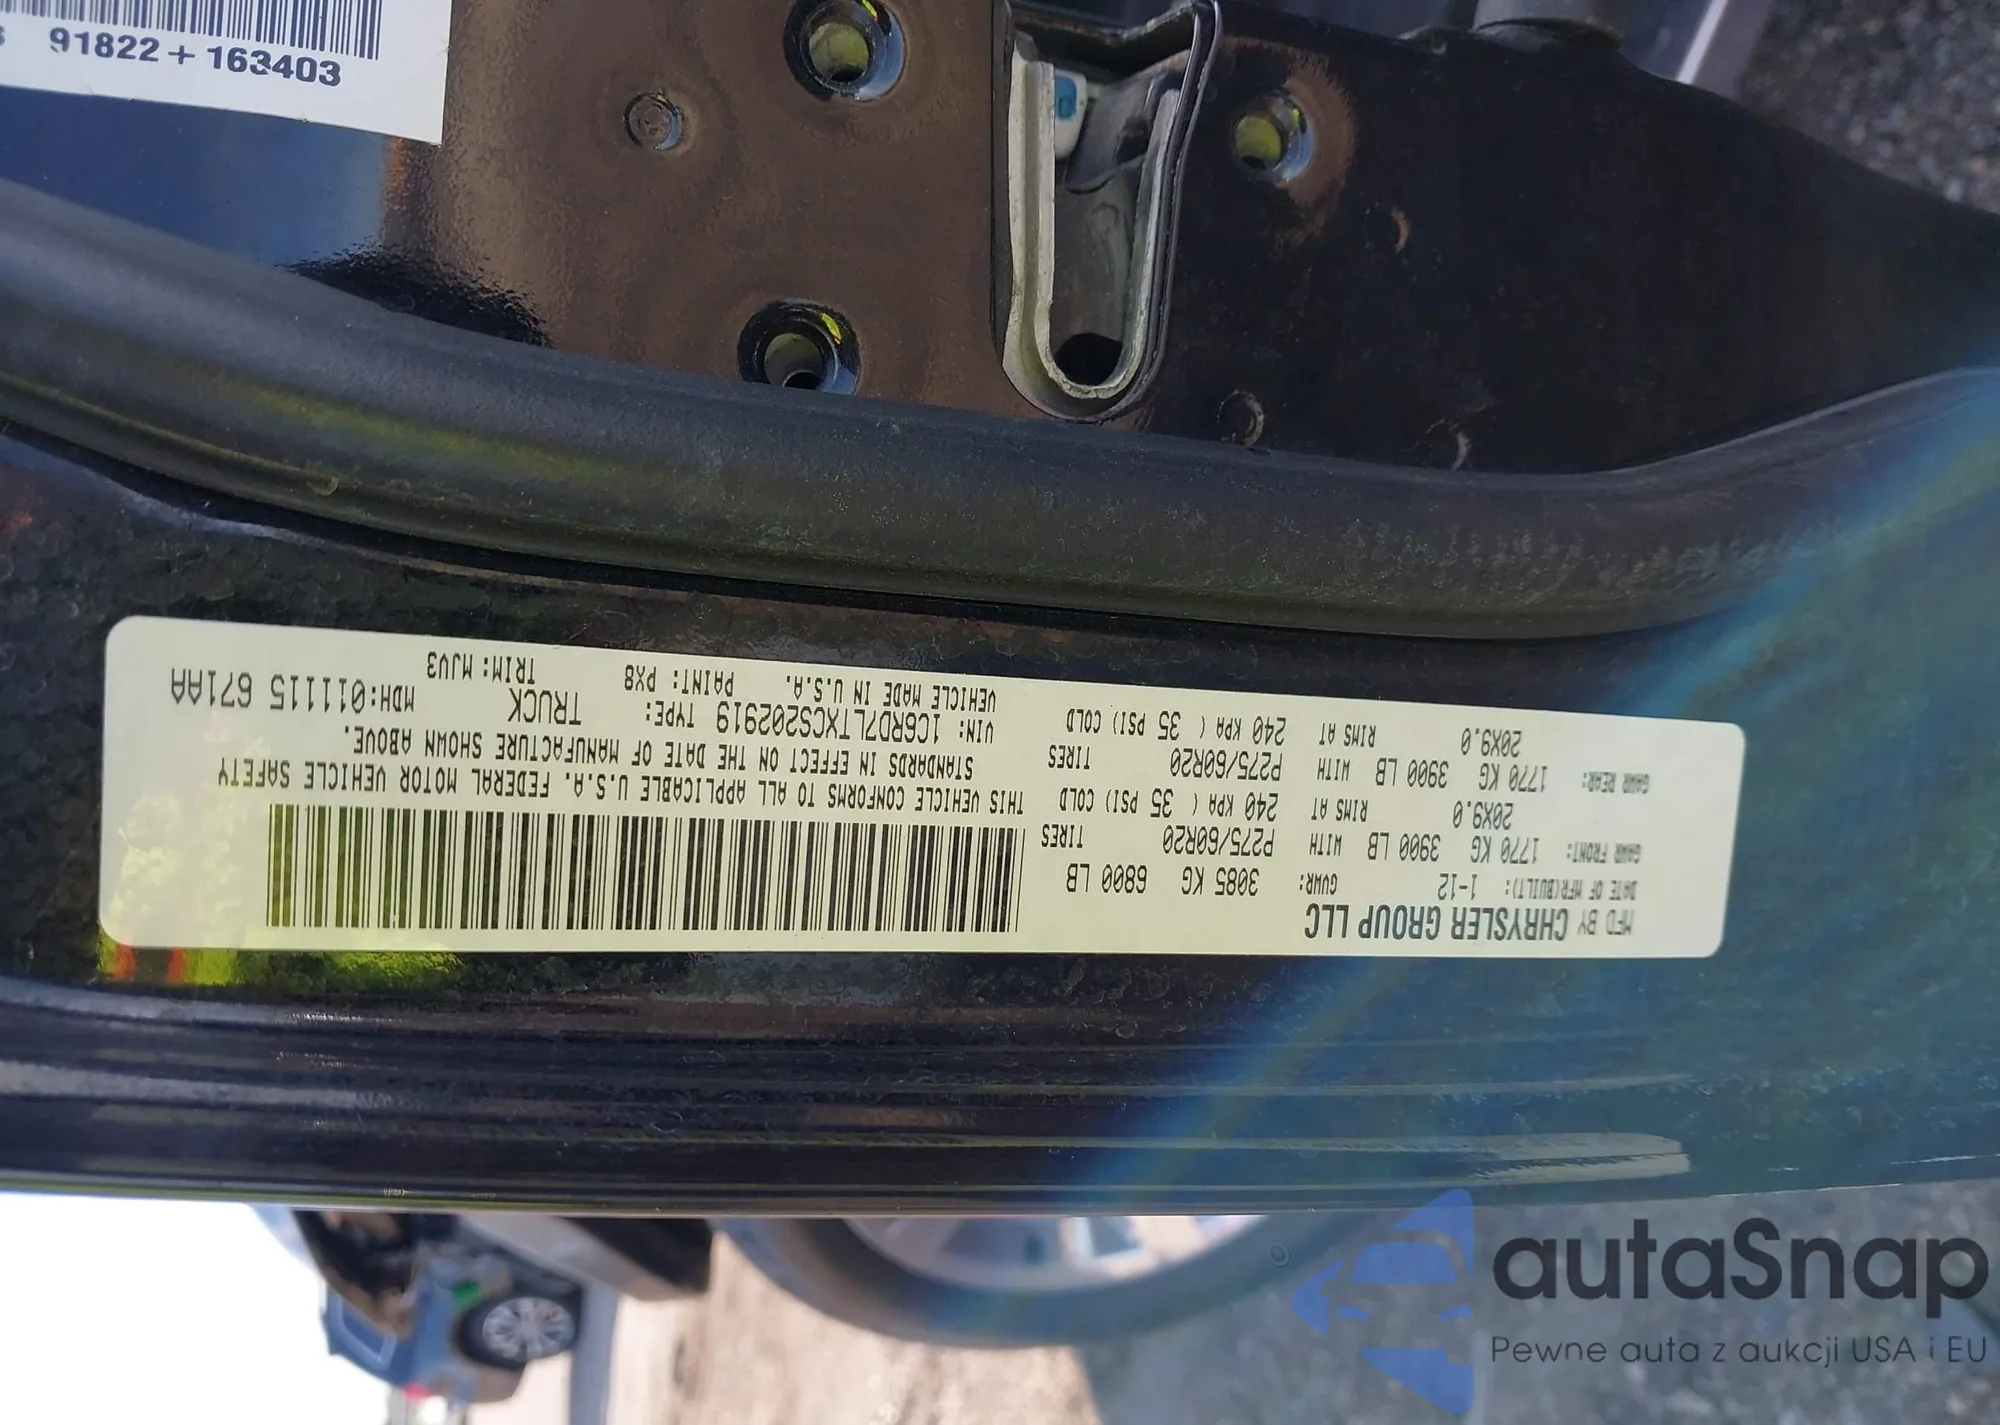 91822 + 163403
MFD BY CHRYSLER GROUP LLC
DATE OF MFR(BUILT): 1-12 GVWR: 3085 KG 6800 LB
GAWR FRONT: 1770 KG 3900 LB WITH P275/60R20 TIRES
20X9.0 RIMS AT 240 KPA ( 35 PSI) COLD
GAWR REAR: 1770 KG 3900 LB WITH P275/60R20 TIRES
20X9.0 RIMS AT 240 KPA ( 35 PSI) COLD
THIS VEHICLE CONFORMS TO ALL APPLICABLE U.S.A. FEDERAL MOTOR VEHICLE SAFETY
STANDARDS IN EFFECT ON THE DATE OF MANUFACTURE SHOWN ABOVE.
VIN: 1C6RD7LTXCS202919 TYPE: TRUCK MDH:011115 671AA
VEHICLE MADE IN U.S.A. PAINT: PX8 TRIM: MJV3
autaSnap
Pewne auta z aukcji USA i EU